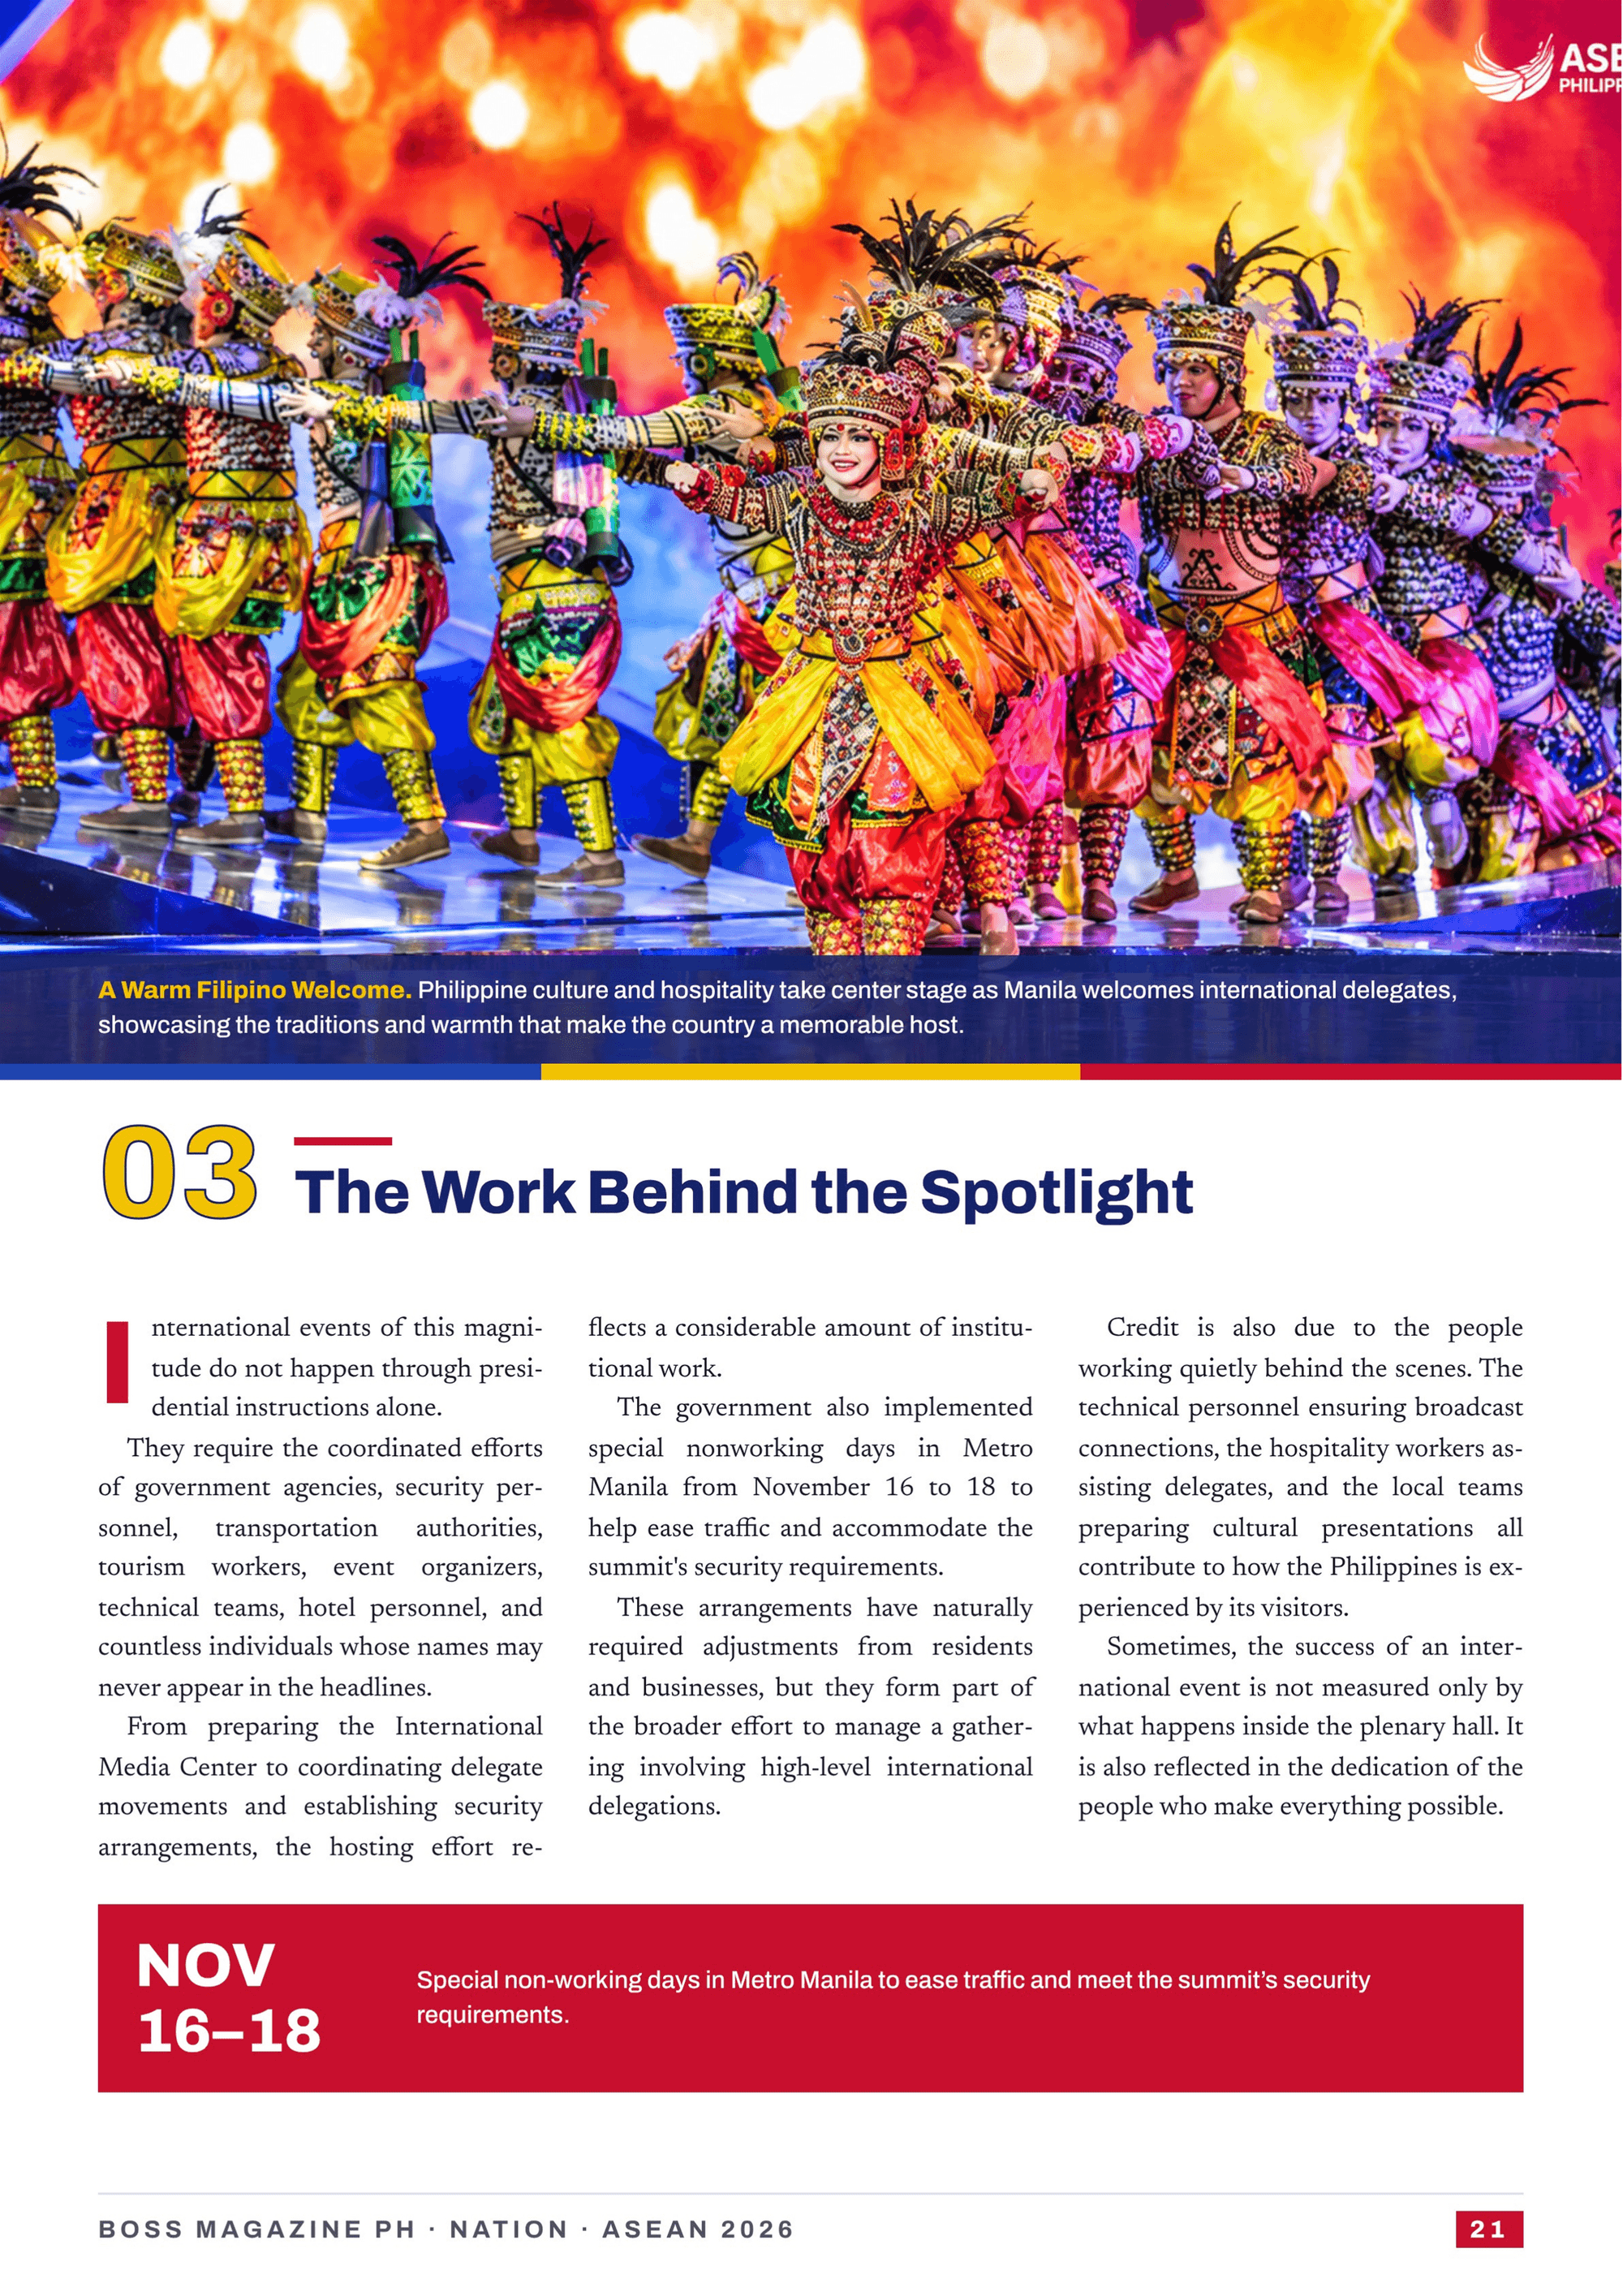 A Warm Filipino Welcome. Philippine culture and hospitality take center stage as Manila welcomes international delegates,
showcasing the traditions and warmth that make the country a memorable host.
03
The Work Behind the Spotlight
International events of this magni-
tude do not happen through presi-
dential instructions alone.
They require the coordinated efforts
of government agencies, security per-
sonnel, transportation authorities,
tourism workers, event organizers,
technical teams, hotel personnel, and
countless individuals whose names may
never appear in the headlines.
From preparing the International
Media Center to coordinating delegate
movements and establishing security
arrangements, the hosting effort re-
flects a considerable amount of institu-
tional work.
The government also implemented
special nonworking days in Metro
Manila from November 16 to 18 to
help ease traffic and accommodate the
summit's security requirements.
These arrangements have naturally
required adjustments from residents
and businesses, but they form part of
the broader effort to manage a gather-
ing involving high-level international
delegations.
Credit is also due to the people
working quietly behind the scenes. The
technical personnel ensuring broadcast
connections, the hospitality workers as-
sisting delegates, and the local teams
preparing cultural presentations all
contribute to how the Philippines is ex-
perienced by its visitors.
Sometimes, the success of an inter-
national event is not measured only by
what happens inside the plenary hall. It
is also reflected in the dedication of the
people who make everything possible.
NOV
16–18
Special non-working days in Metro Manila to ease traffic and meet the summit’s security
requirements.
BOSS MAGAZINE PH · NATION · ASEAN 2026
21